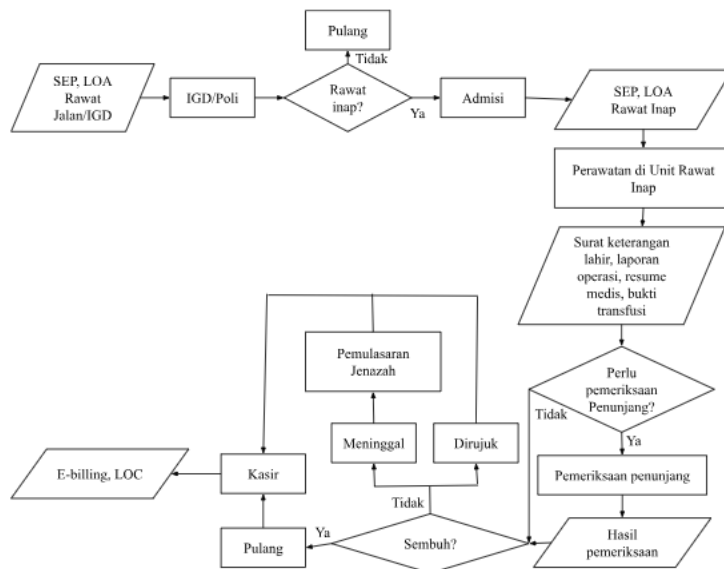 Pulang
Tidak
SEP, LOA
Rawat
Jalan/IGD
IGD/Poli
Rawat
inap?
Ya
Admisi
SEP, LOA
Rawat Inap
Perawatan di Unit Rawat
Inap
Surat keterangan
lahir, laporan
operasi, resume
medis, bukti
transfusi
Perlu
pemeriksaan
Penunjang?
Tidak
Ya
Pemeriksaan penunjang
Hasil
pemeriksaan
Pemulasaran
Jenazah
Meninggal
Dirujuk
Tidak
Sembuh?
Ya
Pulang
Kasir
E-billing, LOC